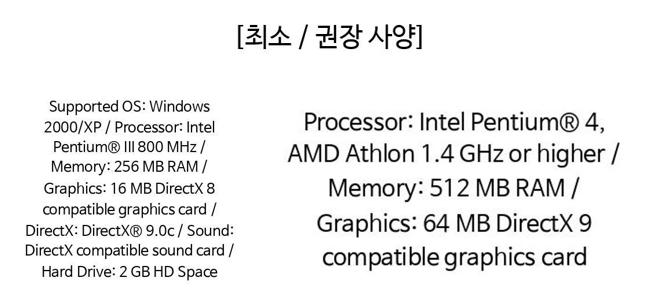 [최소 / 권장 사양]
Supported OS: Windows
2000/XP / Processor: Intel
Pentium® III 800 MHz /
Memory: 256 MB RAM /
Graphics: 16 MB DirectX 8
compatible graphics card /
DirectX: DirectX® 9.0c / Sound:
DirectX compatible sound card /
Hard Drive: 2 GB HD Space
Processor: Intel Pentium® 4,
AMD Athlon 1.4 GHz or higher /
Memory: 512 MB RAM /
Graphics: 64 MB DirectX 9
compatible graphics card